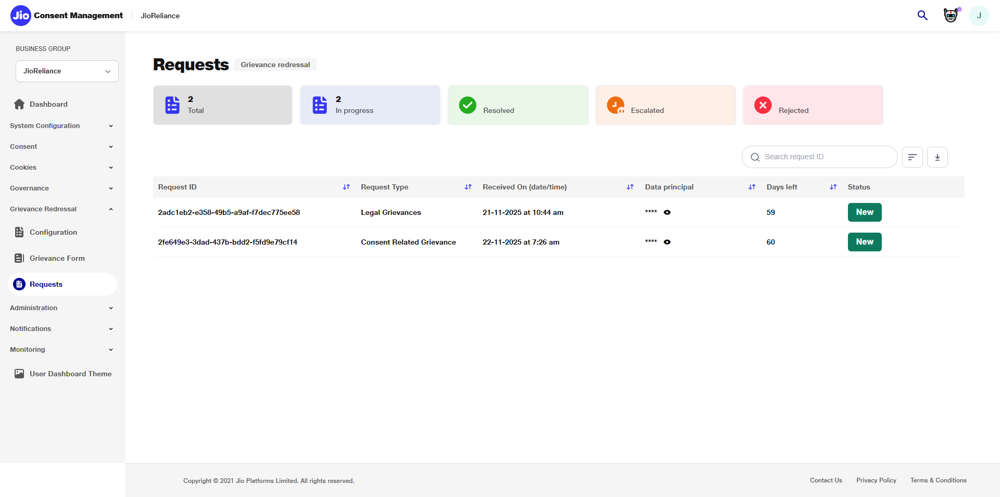 Jio Consent Management JioReliance J
BUSINESS GROUP
JioReliance
Dashboard
System Configuration
Consent
Cookies
Governance
Grievance Redressal
Configuration
Grievance Form
Requests
Administration
Notifications
Monitoring
User Dashboard Theme
Requests Grievance redressal
2
Total
2
In progress
Resolved
Escalated
Rejected
Search request ID
Request ID Request Type Received On (date/time) Data principal Days left Status
2adc1eb2-e358-49b5-a9af-f7dec775ee58 Legal Grievances 21-11-2025 at 10:44 am **** 59 New
2fe649e3-3dad-437b-bdd2-f5fd9e79cf14 Consent Related Grievance 22-11-2025 at 7:26 am **** 60 New
Copyright © 2021 Jio Platforms Limited. All rights reserved. Contact Us Privacy Policy Terms & Conditions